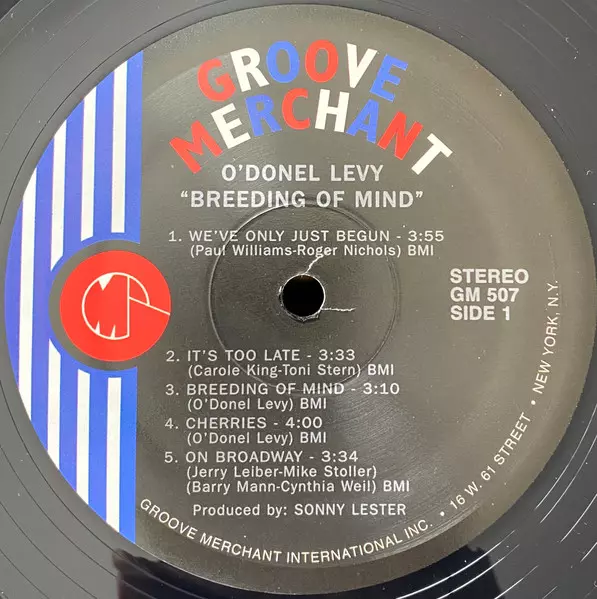 GROOVE
MERCHANT
O'DONEL LEVY
"BREEDING OF MIND"
1. WE'VE ONLY JUST BEGUN - 3:55
(Paul Williams-Roger Nichols) BMI
STEREO
GM 507
SIDE 1
2. IT'S TOO LATE - 3:33
(Carole King-Toni Stern) BMI
3. BREEDING OF MIND - 3:10
(O'Donel Levy) BMI
4. CHERRIES - 4:00
(O'Donel Levy) BMI
5. ON BROADWAY - 3:34
(Jerry Leiber-Mike Stoller)
(Barry Mann-Cynthia Weil) BMI
Produced by: SONNY LESTER
GROOVE MERCHANT INTERNATIONAL INC. • 16 W. 61 STREET • NEW YORK, N.Y.